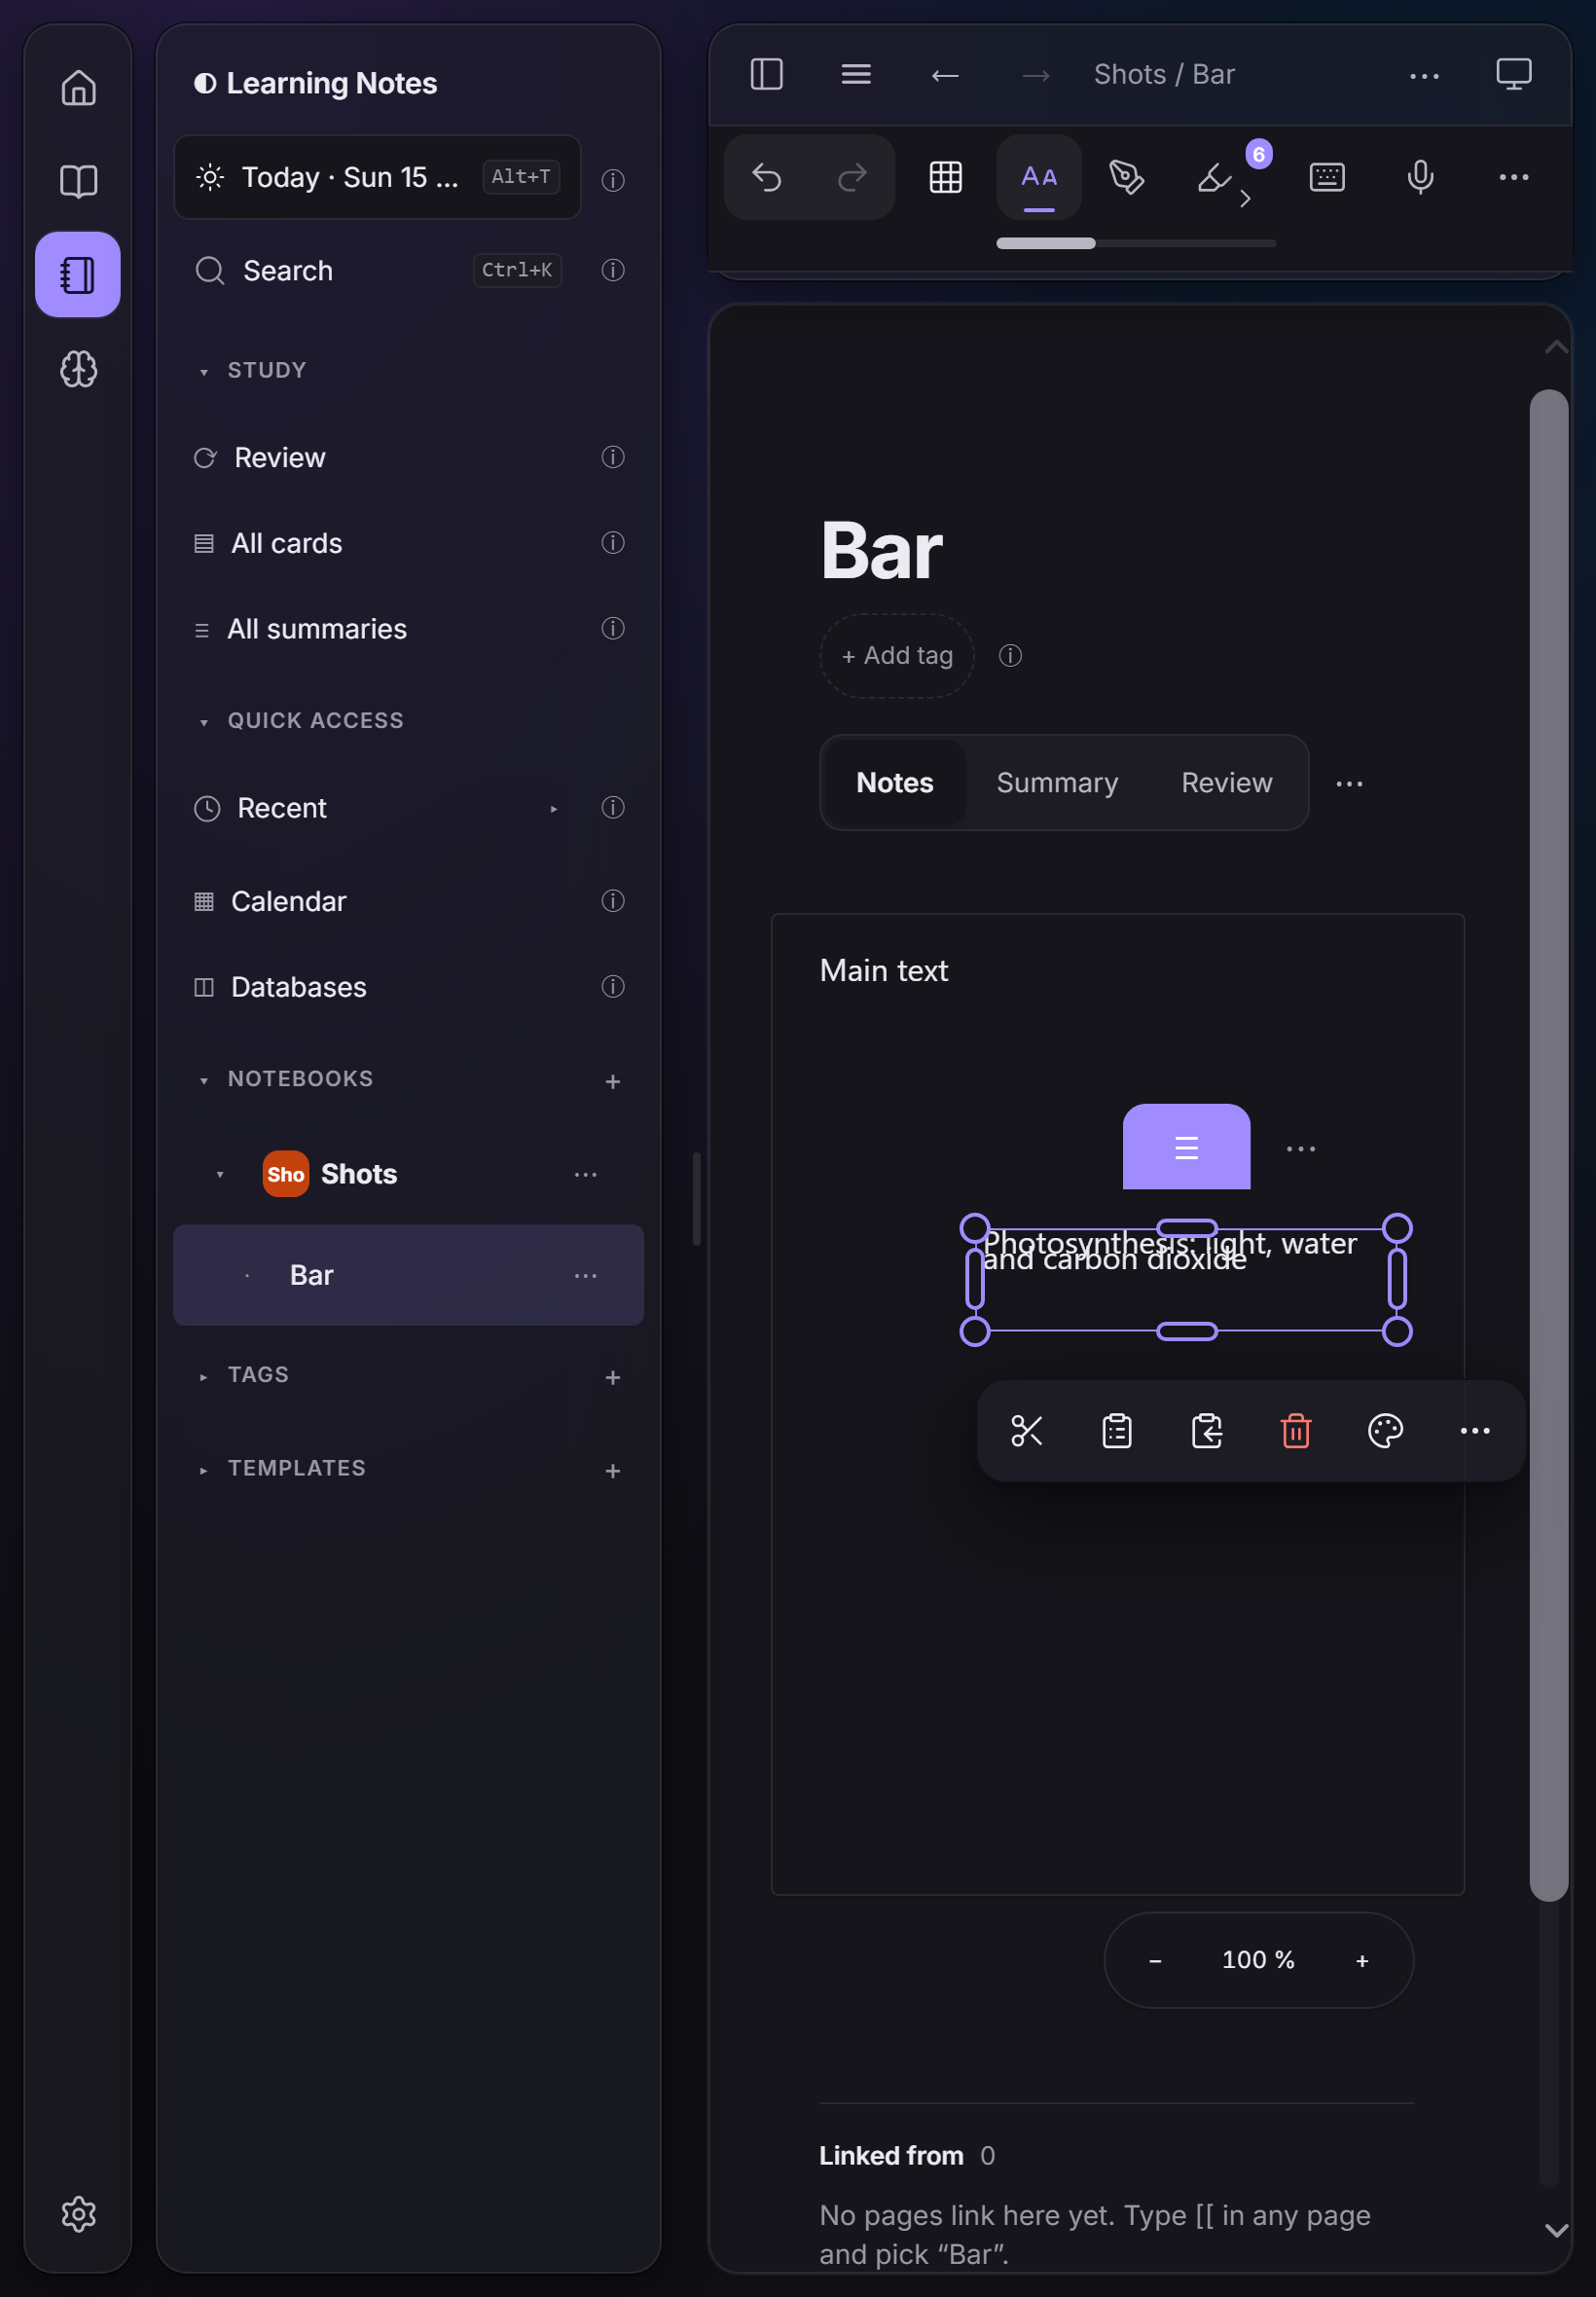 Learning Notes
Today · Sun 15 ... Alt+T
Search Ctrl+K
STUDY
Review
All cards
All summaries
QUICK ACCESS
Recent
Calendar
Databases
NOTEBOOKS
Sho Shots
Bar
TAGS
TEMPLATES
Shots / Bar
6
Bar
+ Add tag
Notes Summary Review
Main text
Photosynthesis: light, water
and carbon dioxide
− 100 % +
Linked from 0
No pages link here yet. Type [[ in any page
and pick “Bar”.